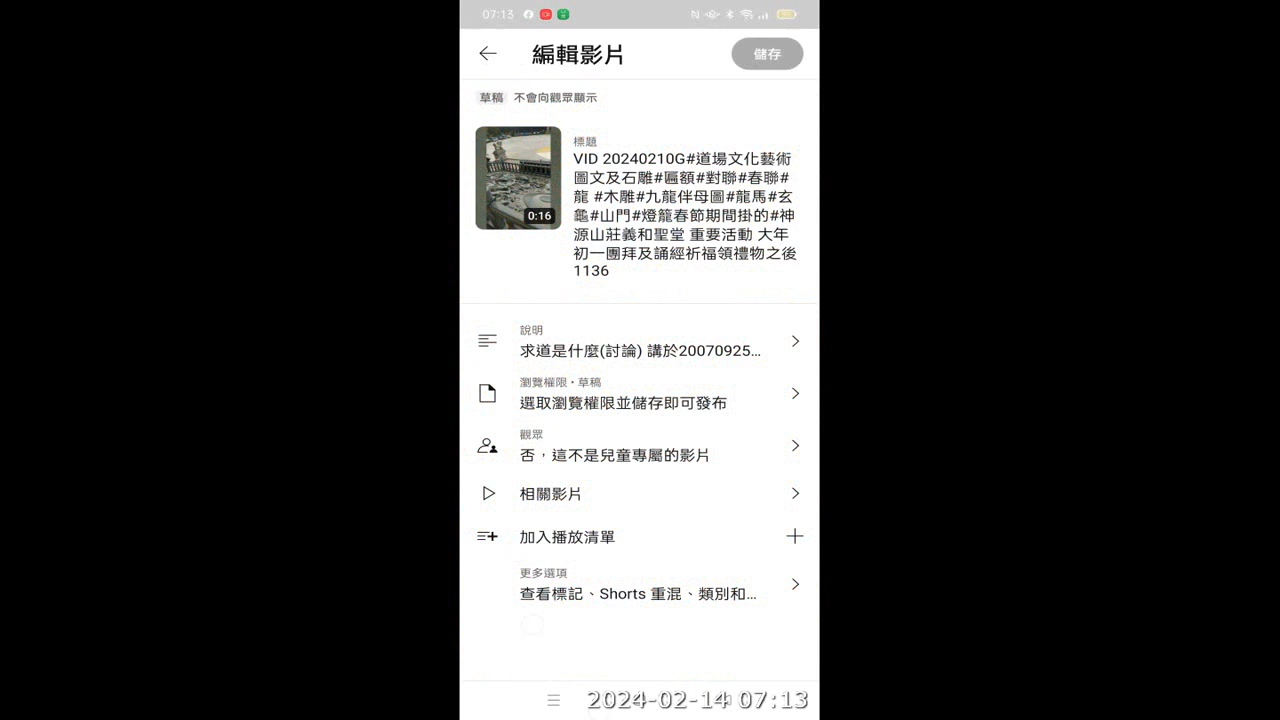 07:13
編輯影片
儲存
草稿 不會向觀眾顯示
標題
VID 20240210G#道場文化藝術
圖文及石雕#匾額#對聯#春聯#
龍 #木雕#九龍伴母圖#龍馬#玄
龜#山門#燈籠春節期間掛的#神
源山莊義和聖堂 重要活動 大年
初一團拜及誦經祈福領禮物之後
1136
0:16
說明
求道是什麼(討論) 講於20070925...
瀏覽權限・草稿
選取瀏覽權限並儲存即可發布
觀眾
否，這不是兒童專屬的影片
相關影片
加入播放清單
更多選項
查看標記、Shorts 重混、類別和...
2024-02-14 07:13